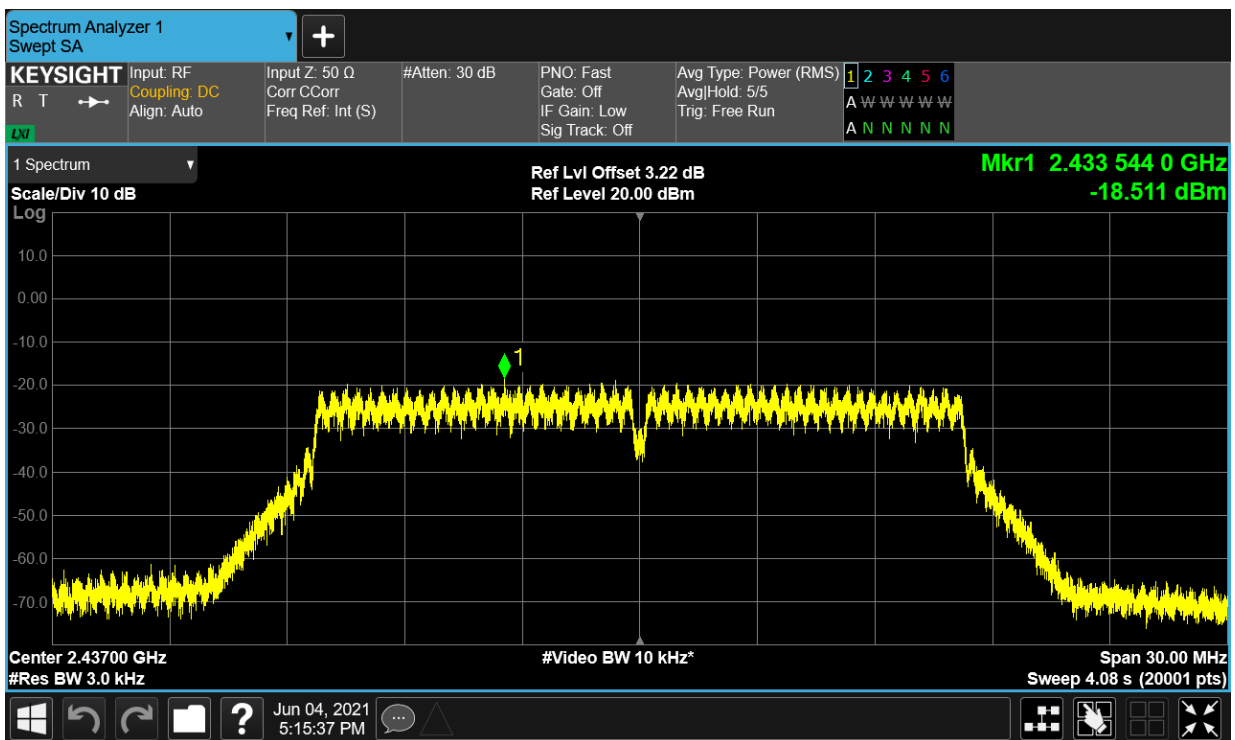 Spectrum Analyzer 1
Swept SA
KEYSIGHT
R T
LXI
Input: RF
Coupling: DC
Align: Auto
Input Z: 50 Ω
Corr CCorr
Freq Ref: Int (S)
#Atten: 30 dB
PNO: Fast
Gate: Off
IF Gain: Low
Sig Track: Off
Avg Type: Power (RMS)
Avg|Hold: 5/5
Trig: Free Run
1 2 3 4 5 6
A W W W W W
A N N N N N
1 Spectrum
Scale/Div 10 dB
Log
Ref Lvl Offset 3.22 dB
Ref Level 20.00 dBm
Mkr1 2.433 544 0 GHz
-18.511 dBm
10.0
0.00
-10.0
1
-20.0
-30.0
-40.0
-50.0
-60.0
-70.0
Center 2.43700 GHz
#Res BW 3.0 kHz
#Video BW 10 kHz*
Span 30.00 MHz
Sweep 4.08 s (20001 pts)
?
Jun 04, 2021
5:15:37 PM